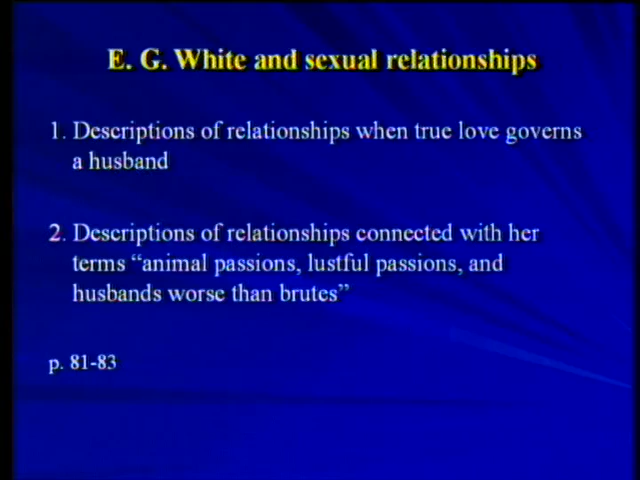 E. G. White and sexual relationships
1. Descriptions of relationships when true love governs
a husband
2. Descriptions of relationships connected with her
terms “animal passions, lustful passions, and
husbands worse than brutes”
p. 81-83